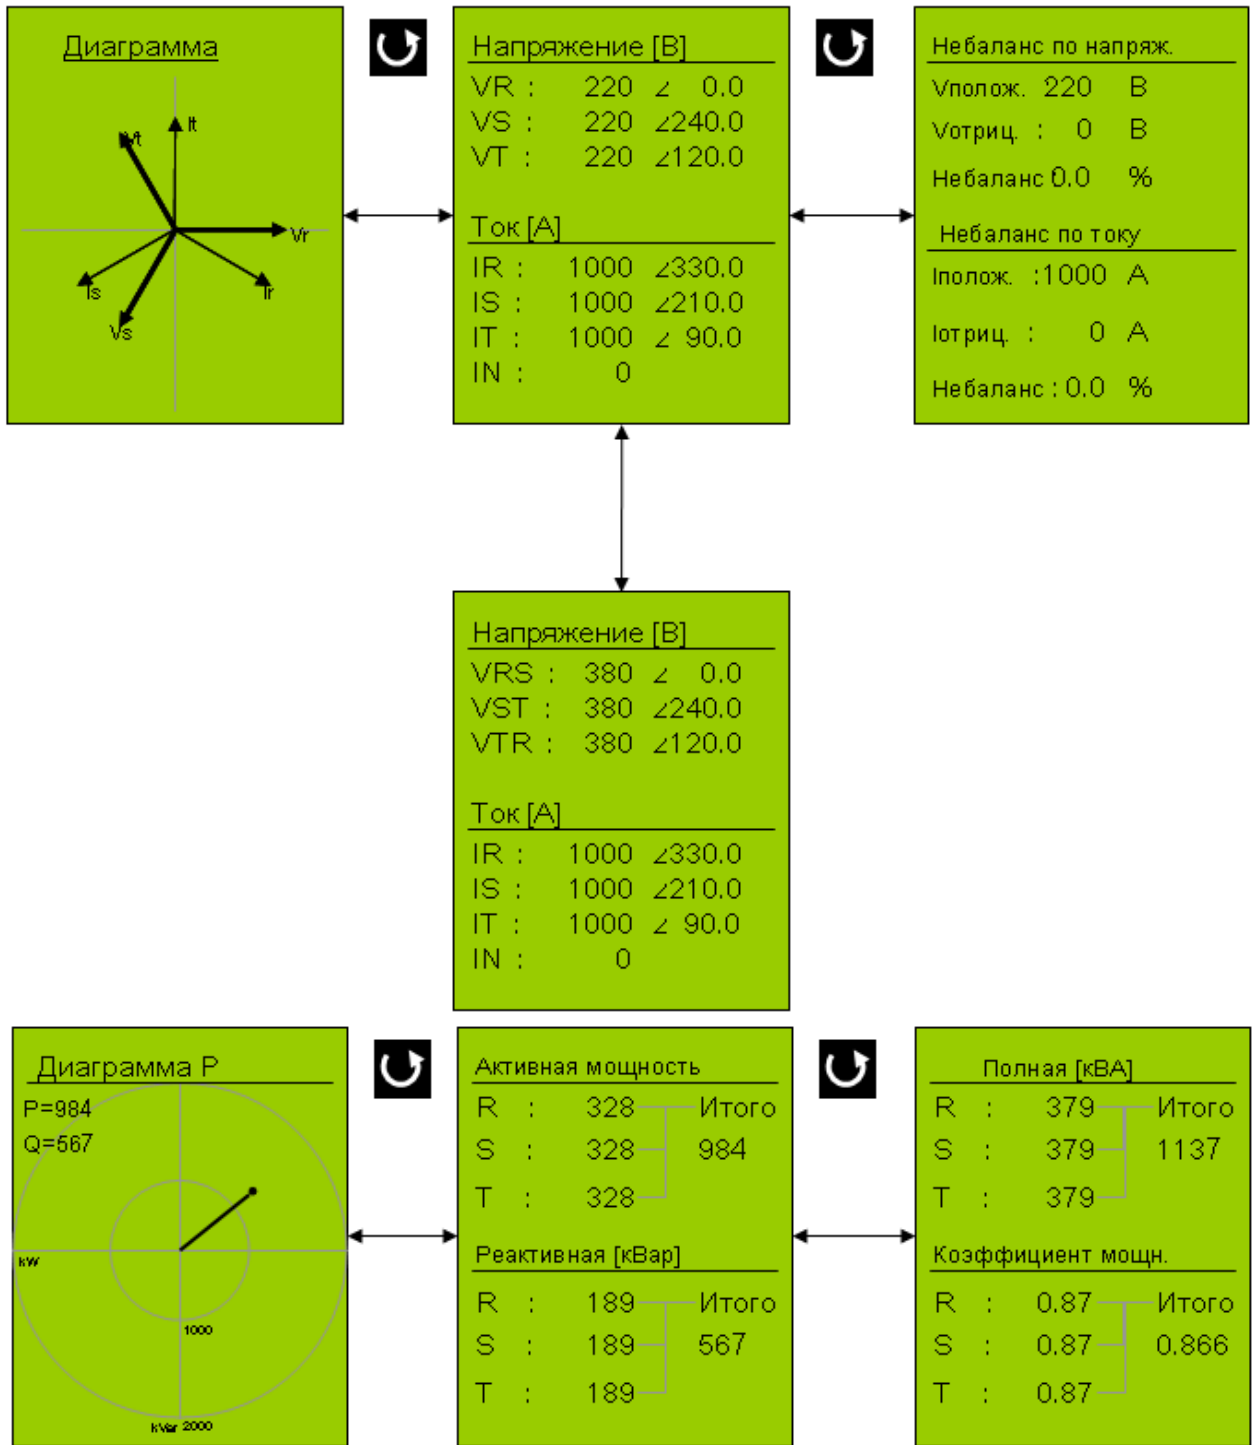 Диаграмма
Vt
It
Vr
Is
Ir
Vs
Напряжение [В]
VR : 220 ∠ 0.0
VS : 220 ∠240.0
VT : 220 ∠120.0
Ток [А]
IR : 1000 ∠330.0
IS : 1000 ∠210.0
IT : 1000 ∠ 90.0
IN : 0
Небаланс по напряж.
Vполож. 220 В
Vотриц. : 0 В
Небаланс 0.0 %
Небаланс по току
Iполож. :1000 А
Iотриц. : 0 А
Небаланс : 0.0 %
Напряжение [В]
VRS : 380 ∠ 0.0
VST : 380 ∠240.0
VTR : 380 ∠120.0
Ток [А]
IR : 1000 ∠330.0
IS : 1000 ∠210.0
IT : 1000 ∠ 90.0
IN : 0
Диаграмма P
P=984
Q=567
kW
1000
kVar 2000
Активная мощность
R : 328 Итого
S : 328 984
T : 328
Реактивная [кВар]
R : 189 Итого
S : 189 567
T : 189
Полная [кВА]
R : 379 Итого
S : 379 1137
T : 379
Коэффициент мощн.
R : 0.87 Итого
S : 0.87 0.866
T : 0.87